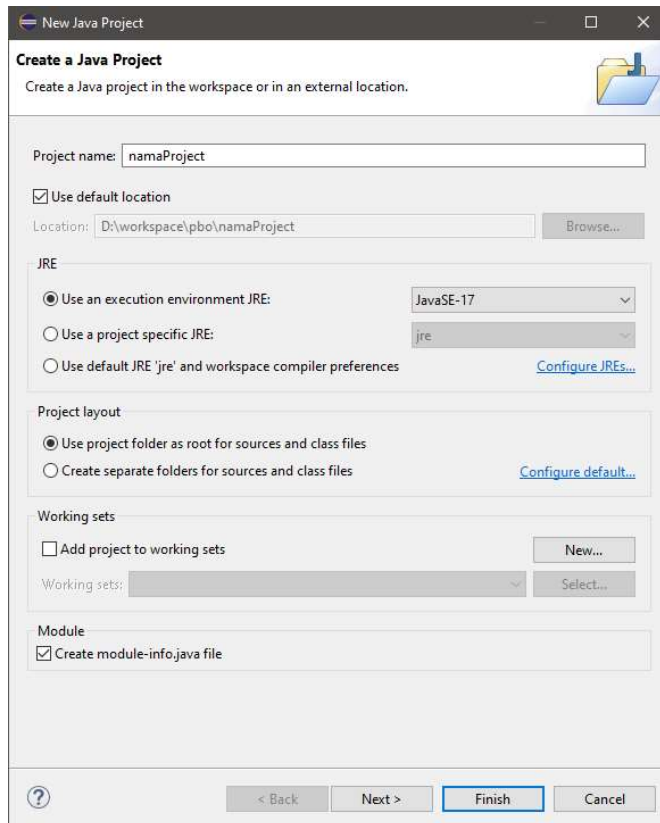 New Java Project
Create a Java Project
Create a Java project in the workspace or in an external location.
Project name: namaProject
Use default location
Location: D:\workspace\pbo\namaProject Browse...
JRE
Use an execution environment JRE: JavaSE-17
Use a project specific JRE: jre
Use default JRE 'jre' and workspace compiler preferences Configure JREs...
Project layout
Use project folder as root for sources and class files
Create separate folders for sources and class files Configure default...
Working sets
Add project to working sets New...
Working sets: Select...
Module
Create module-info.java file
? < Back Next > Finish Cancel